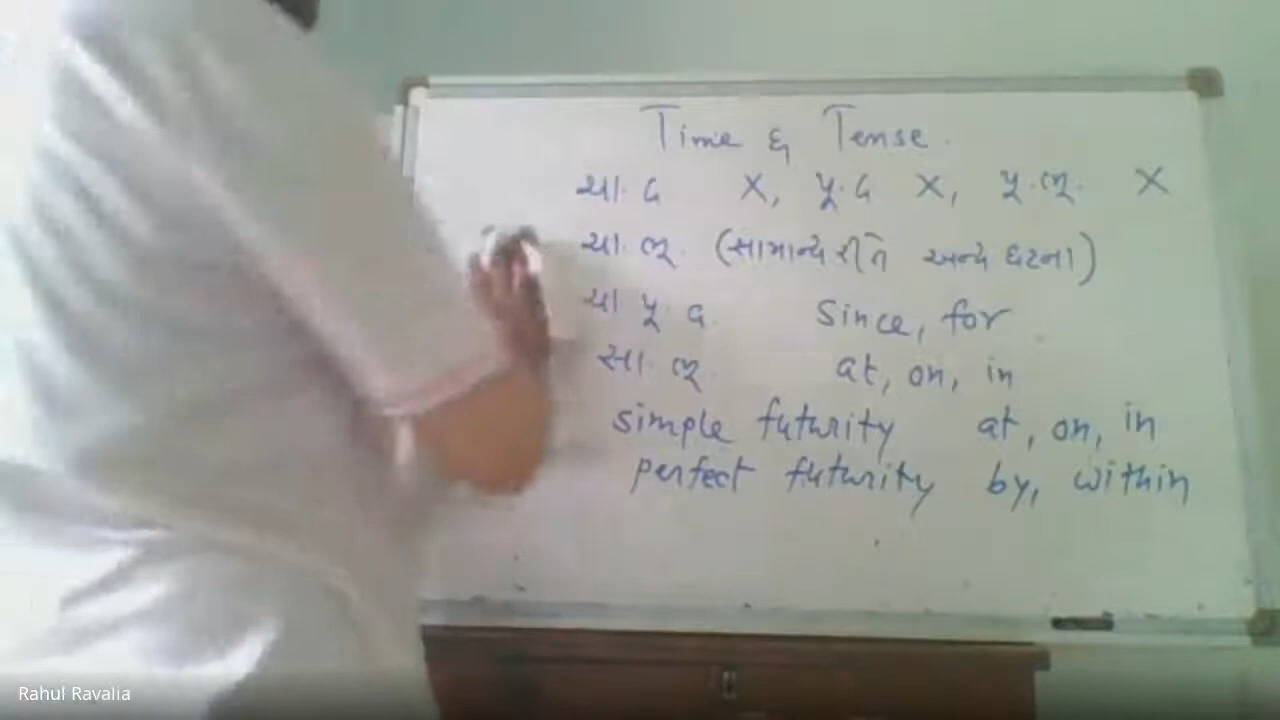 Time & Tense.
ચા. વ X, પૂ. વ X, પૂ. ભૂ. X
ચા. ભૂ. (સામાન્ય રીતે અન્ય ઘટના)
ચા પૂ વ. Since, for
સા. ભૂ. at, on, in
simple futurity at, on, in
perfect futurity by, within
Rahul Ravalia